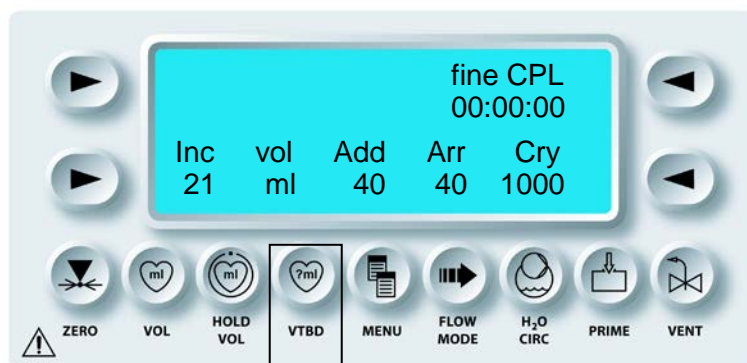 fine CPL
00:00:00
Inc vol Add Arr Cry
21 ml 40 40 1000
ml ml ?ml
ZERO VOL HOLD VOL VTBD MENU FLOW MODE H₂O CIRC PRIME VENT